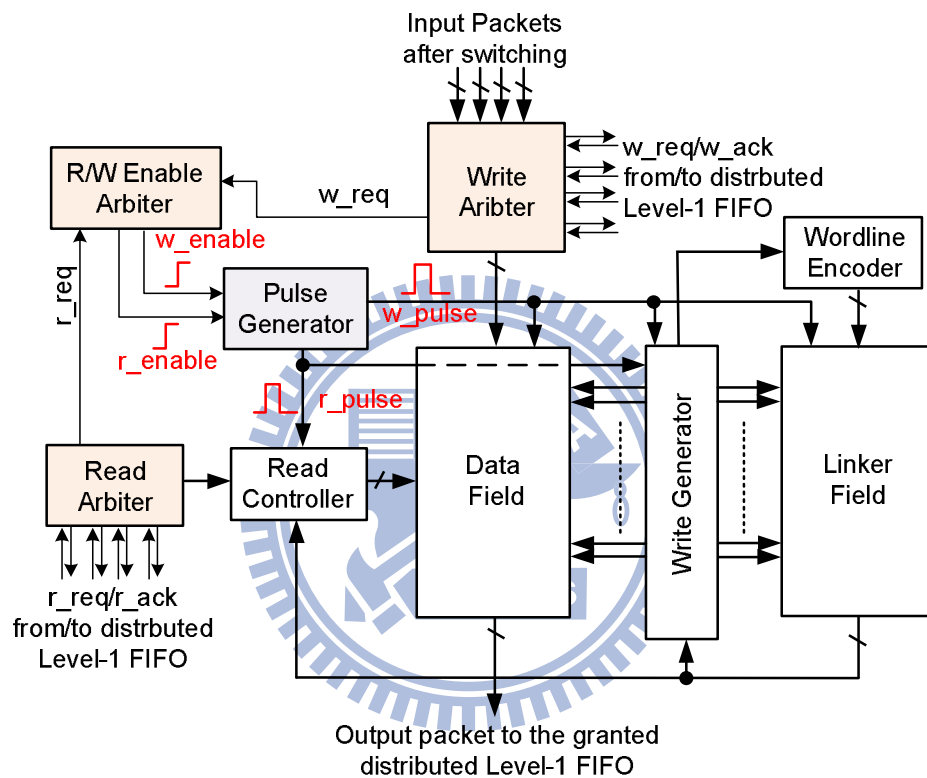 Input Packets
after switching
R/W Enable
Arbiter
w_req
Write
Aribter
w_req/w_ack
from/to distrbuted
Level-1 FIFO
w_enable
r_req
Pulse
Generator
w_pulse
Wordline
Encoder
r_enable
r_pulse
Read
Arbiter
Read
Controller
Data
Field
Write Generator
Linker
Field
r_req/r_ack
from/to distrbuted
Level-1 FIFO
Output packet to the granted
distributed Level-1 FIFO